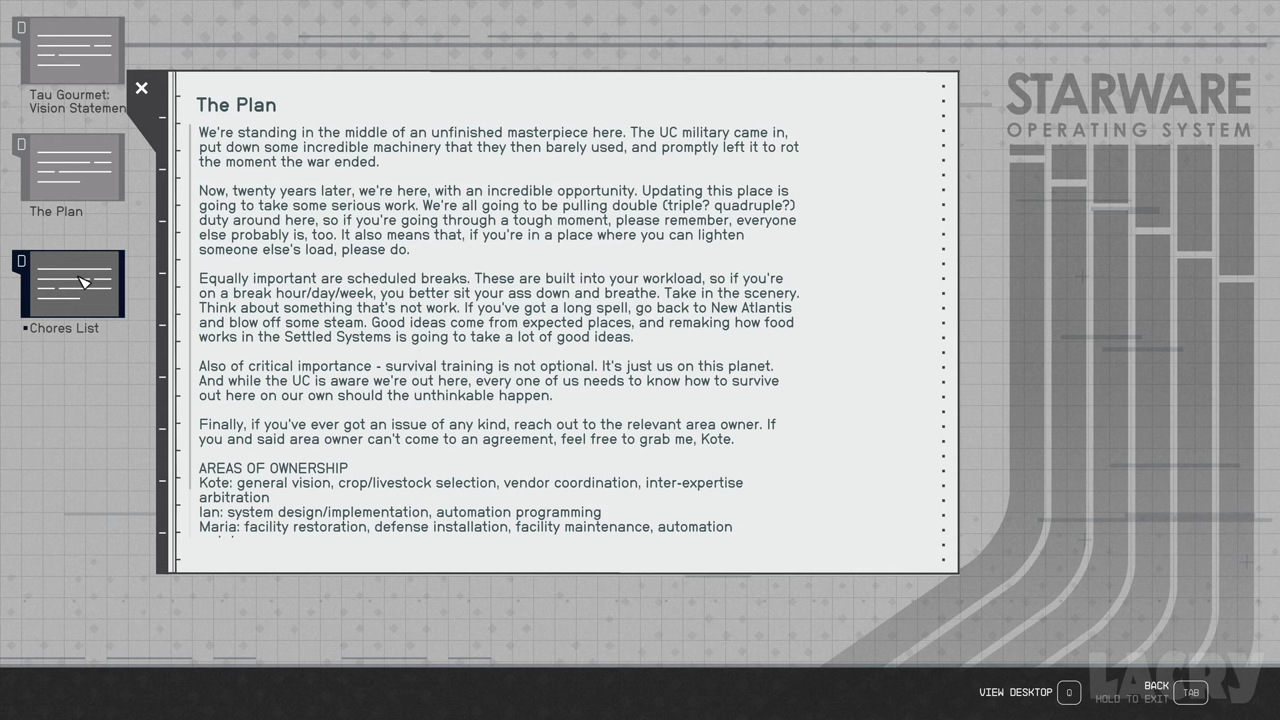 Tau Gourmet:
Vision Statemen
The Plan
Chores List
The Plan
We're standing in the middle of an unfinished masterpiece here. The UC military came in,
put down some incredible machinery that they then barely used, and promptly left it to rot
the moment the war ended.
Now, twenty years later, we're here, with an incredible opportunity. Updating this place is
going to take some serious work. We're all going to be pulling double (triple? quadruple?)
duty around here, so if you're going through a tough moment, please remember, everyone
else probably is, too. It also means that, if you're in a place where you can lighten
someone else's load, please do.
Equally important are scheduled breaks. These are built into your workload, so if you're
on a break hour/day/week, you better sit your ass down and breathe. Take in the scenery.
Think about something that's not work. If you've got a long spell, go back to New Atlantis
and blow off some steam. Good ideas come from expected places, and remaking how food
works in the Settled Systems is going to take a lot of good ideas.
Also of critical importance - survival training is not optional. It's just us on this planet.
And while the UC is aware we're out here, every one of us needs to know how to survive
out here on our own should the unthinkable happen.
Finally, if you've ever got an issue of any kind, reach out to the relevant area owner. If
you and said area owner can't come to an agreement, feel free to grab me, Kote.
AREAS OF OWNERSHIP
Kote: general vision, crop/livestock selection, vendor coordination, inter-expertise
arbitration
Ian: system design/implementation, automation programming
Maria: facility restoration, defense installation, facility maintenance, automation
STARWARE
OPERATING SYSTEM
VIEW DESKTOP Q
BACK
HOLD TO EXIT TAB
LACRY